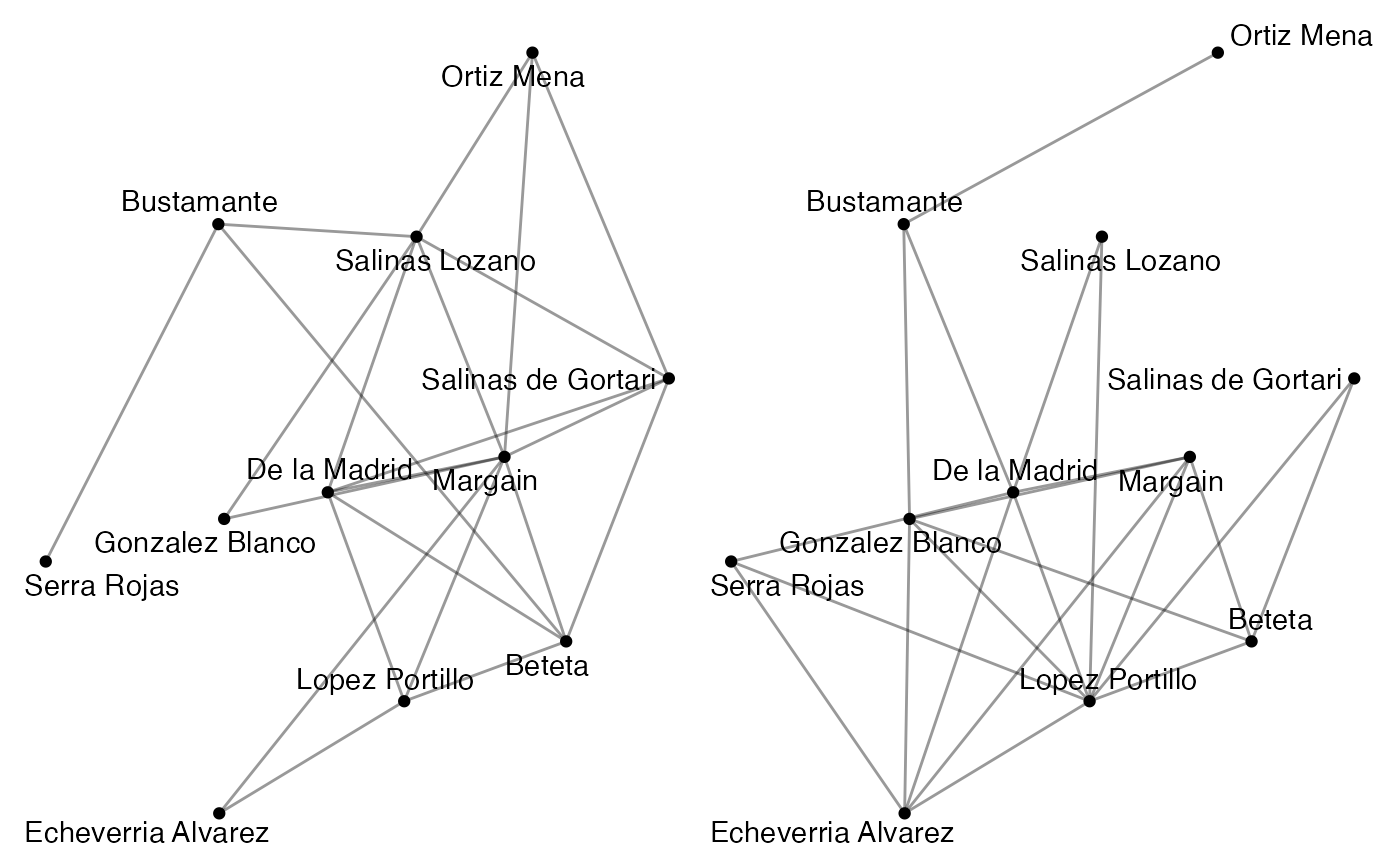 Ortiz Mena
Bustamante
Salinas Lozano
Salinas de Gortari
De la Madrid
Margain
Gonzalez Blanco
Serra Rojas
Beteta
Lopez Portillo
Echeverria Alvarez
Ortiz Mena
Bustamante
Salinas Lozano
Salinas de Gortari
De la Madrid
Margain
Gonzalez Blanco
Serra Rojas
Beteta
Lopez Portillo
Echeverria Alvarez